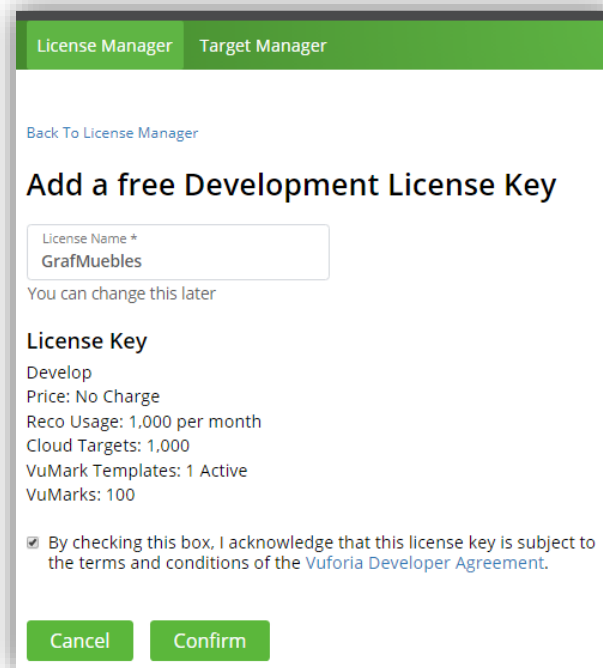 License Manager Target Manager
Back To License Manager
Add a free Development License Key
License Name *
GrafMuebles
You can change this later
License Key
Develop
Price: No Charge
Reco Usage: 1,000 per month
Cloud Targets: 1,000
VuMark Templates: 1 Active
VuMarks: 100
By checking this box, I acknowledge that this license key is subject to
the terms and conditions of the Vuforia Developer Agreement.
Cancel Confirm